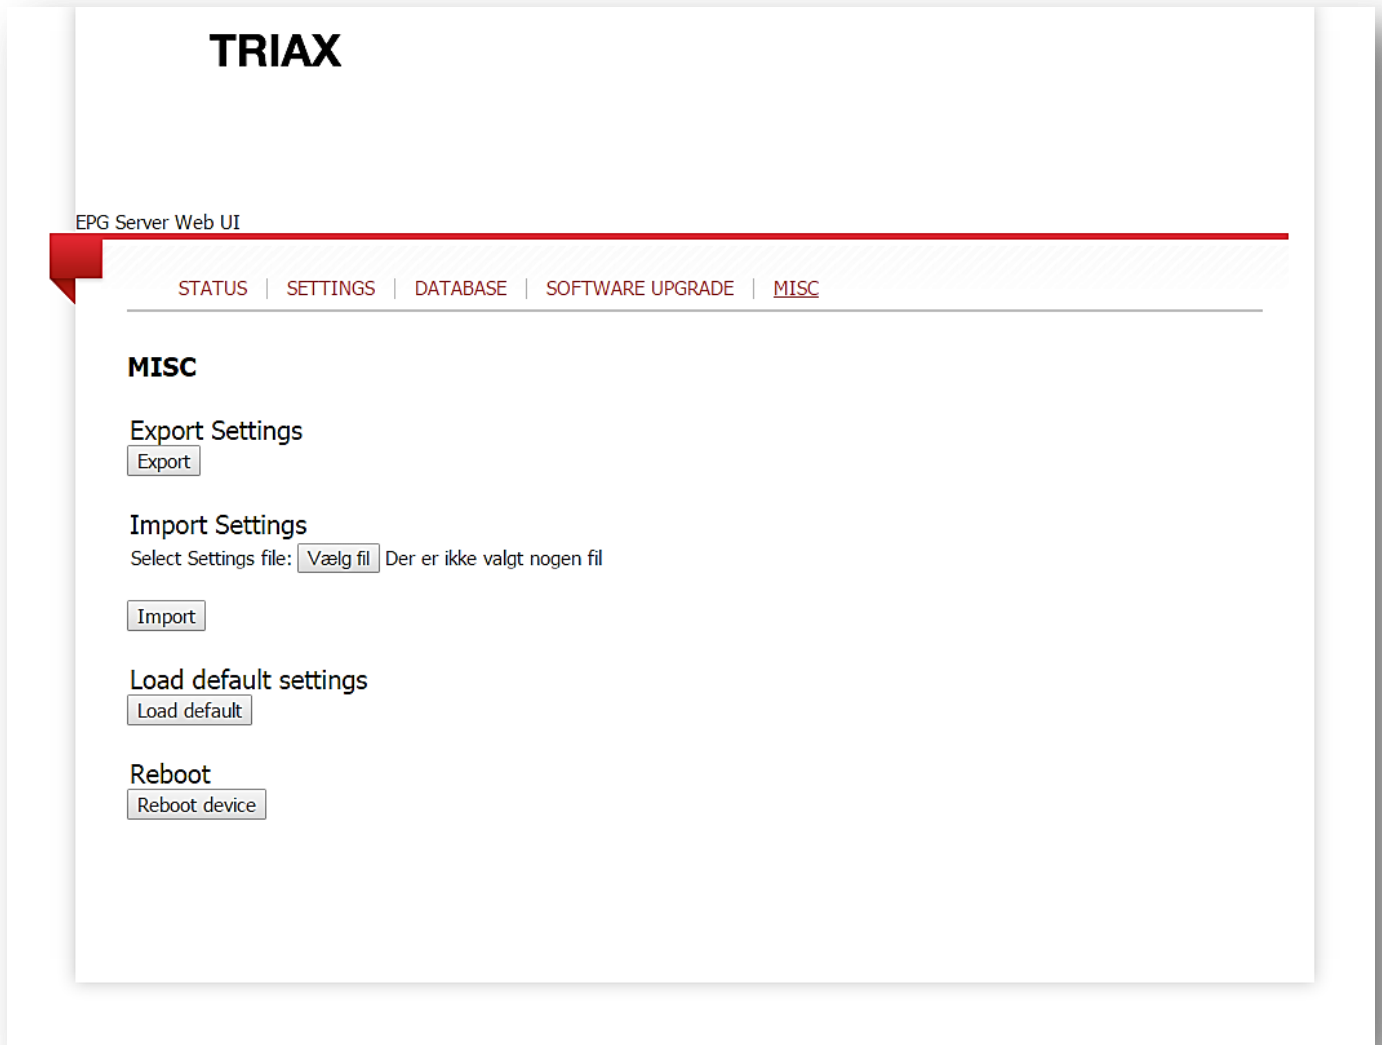 TRIAX
EPG Server Web UI
STATUS | SETTINGS | DATABASE | SOFTWARE UPGRADE | MISC
MISC
Export Settings
Export
Import Settings
Select Settings file: Vælg fil Der er ikke valgt nogen fil
Import
Load default settings
Load default
Reboot
Reboot device